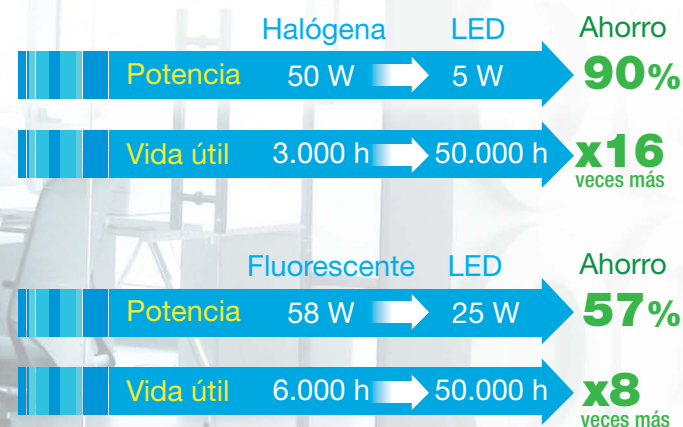 Halógena LED Ahorro
Potencia 50 W 5 W 90%
Vida útil 3.000 h 50.000 h x16
veces más
Fluorescente LED Ahorro
Potencia 58 W 25 W 57%
Vida útil 6.000 h 50.000 h x8
veces más